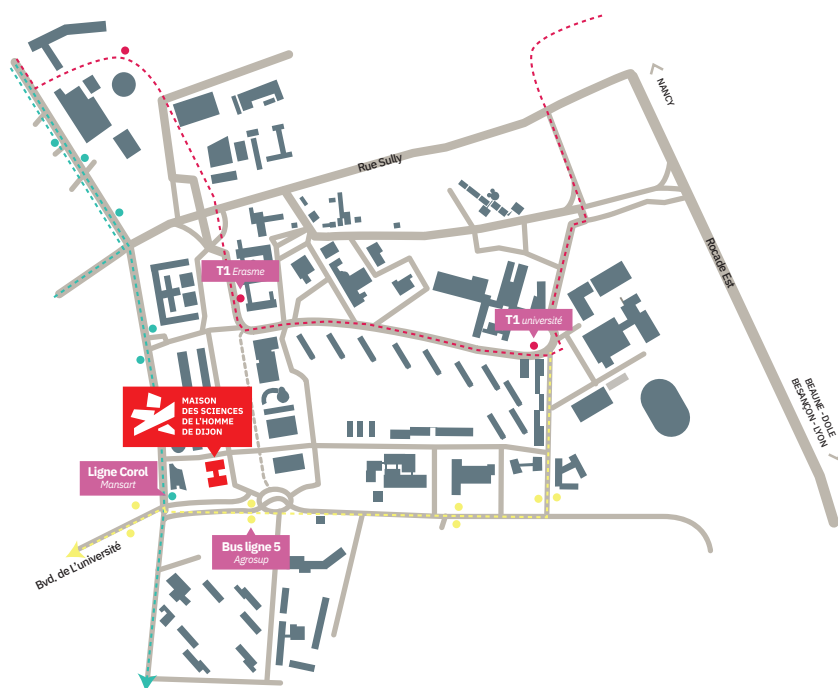 NANCY
Rue Sully
Rocade Est
T1 Erasme
T1 université
BEAUNE - DOLE
BESANÇON - LYON
MAISON
DES SCIENCES
DE L'HOMME
DE DIJON
Ligne Corol
Mansart
Bus ligne 5
Agrosup
Bvd. de L'université